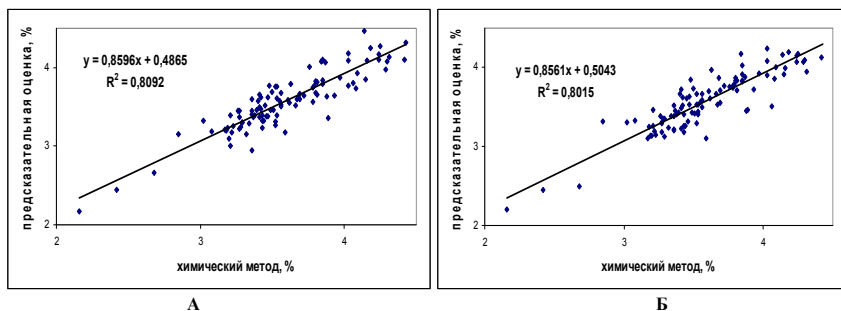 предсказательная оценка, %
4
3
2
y = 0,8596x + 0,4865
R² = 0,8092
2 3 4
химический метод, %
А
предсказательная оценка, %
4
3
2
y = 0,8561x + 0,5043
R² = 0,8015
2 3 4
химический метод, %
Б